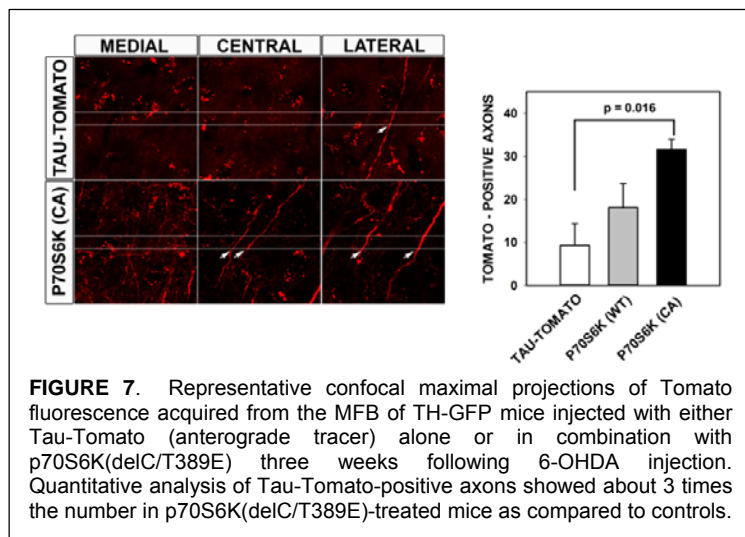 MEDIAL CENTRAL LATERAL
TAU-TOMATO
P70S6K (CA)
TOMATO - POSITIVE AXONS
40
30
20
10
0
p = 0.016
TAU-TOMATO
P70S6K (WT)
P70S6K (CA)
FIGURE 7. Representative confocal maximal projections of Tomato
fluorescence acquired from the MFB of TH-GFP mice injected with either
Tau-Tomato (anterograde tracer) alone or in combination with
p70S6K(delC/T389E) three weeks following 6-OHDA injection.
Quantitative analysis of Tau-Tomato-positive axons showed about 3 times
the number in p70S6K(delC/T389E)-treated mice as compared to controls.